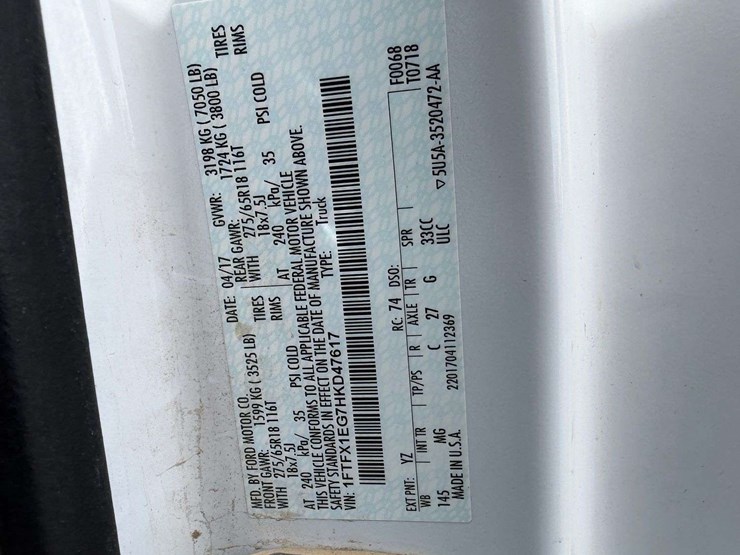 MFD. BY FORD MOTOR CO.
DATE: 04/17 GVWR: 3198 KG ( 7050 LB)
FRONT GAWR: 1599 KG ( 3525 LB) REAR GAWR: 1724 KG ( 3800 LB)
WITH 275/65R18 116T TIRES WITH 275/65R18 116T TIRES
18x7.5J RIMS 18x7.5J RIMS
AT 240 kPa/ 35 PSI COLD AT 240 kPa/ 35 PSI COLD
THIS VEHICLE CONFORMS TO ALL APPLICABLE FEDERAL MOTOR VEHICLE
SAFETY STANDARDS IN EFFECT ON THE DATE OF MANUFACTURE SHOWN ABOVE.
VIN: 1FTFX1EG7HKD47617 TYPE: Truck
F0068
EXT PNT: YZ RC: 74 DSO: T0718
WB INT TR TP/PS R AXLE TR SPR
145 MG C 27 G 33CC
MADE IN U.S.A. 2201704112369 ULC ▽5U5A-3520472-AA